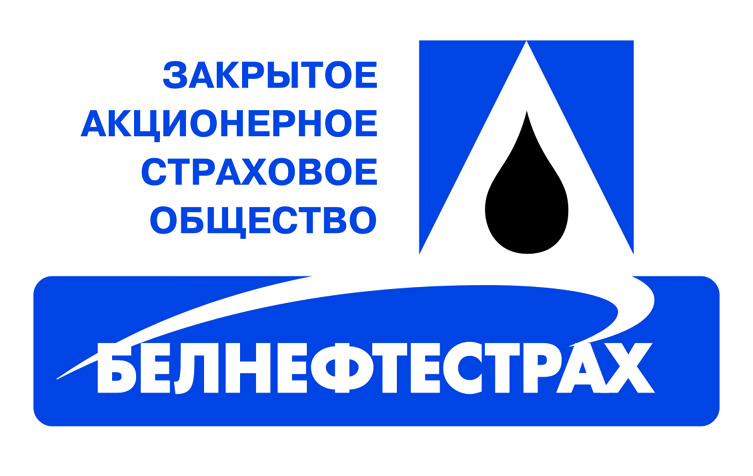 ЗАКРЫТОЕ
АКЦИОНЕРНОЕ
СТРАХОВОЕ
ОБЩЕСТВО
БЕЛНЕФТЕСТРАХ